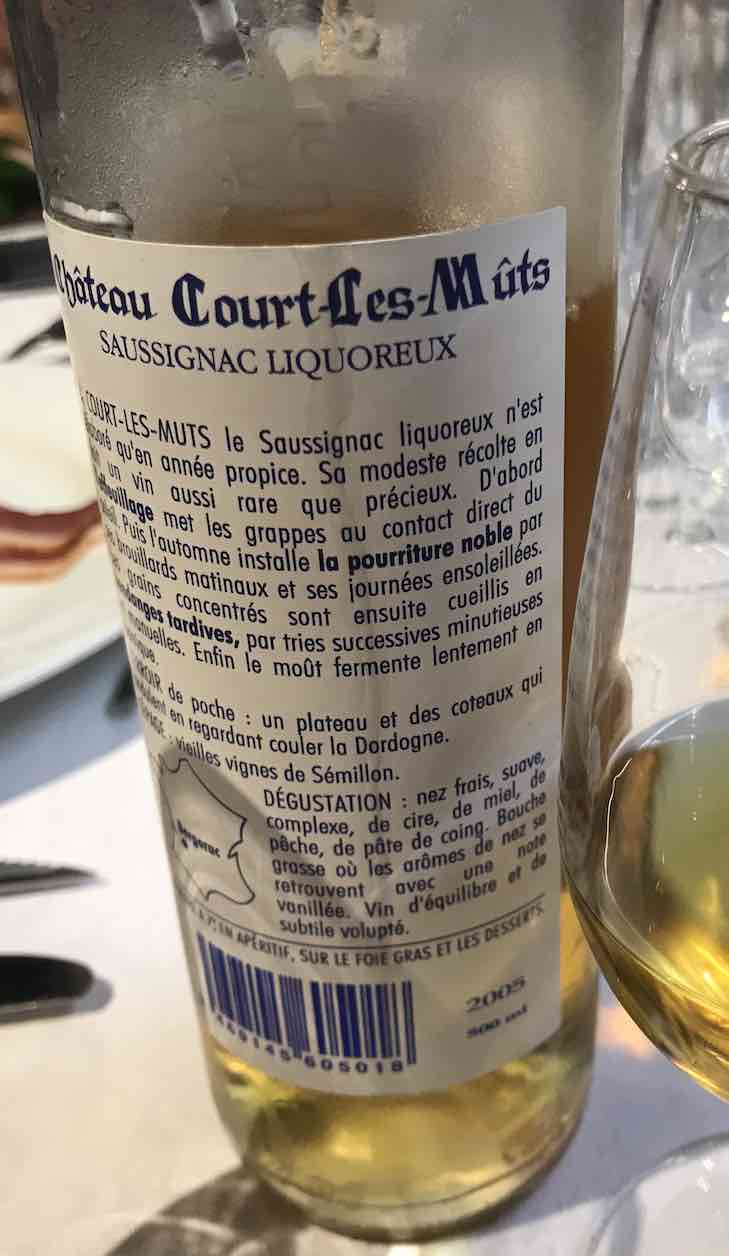 Château Court-Les-Mûts
SAUSSIGNAC LIQUOREUX
COURT-LES-MUTS le Saussignac liquoreux n'est
qu'en année propice. Sa modeste récolte en
un vin aussi rare que précieux. D'abord
met les grappes au contact direct du
Puis l'automne installe la pourriture noble par
brouillards matinaux et ses journées ensoleillées.
grains concentrés sont ensuite cueillis en
tardives, par tries successives minutieuses
manuelles. Enfin le moût fermente lentement en
de poche : un plateau et des coteaux qui
en regardant couler la Dordogne.
: vieilles vignes de Sémillon.
DÉGUSTATION : nez frais, suave,
complexe, de cire, de miel, de
pêche, de pâte de coing. Bouche
grasse où les arômes de nez se
retrouvent avec une note
vanillée. Vin d'équilibre et de
subtile volupté.
Bergerac
EN APÉRITIF, SUR LE FOIE GRAS ET LES DESSERTS.
2005
500 ml
605018